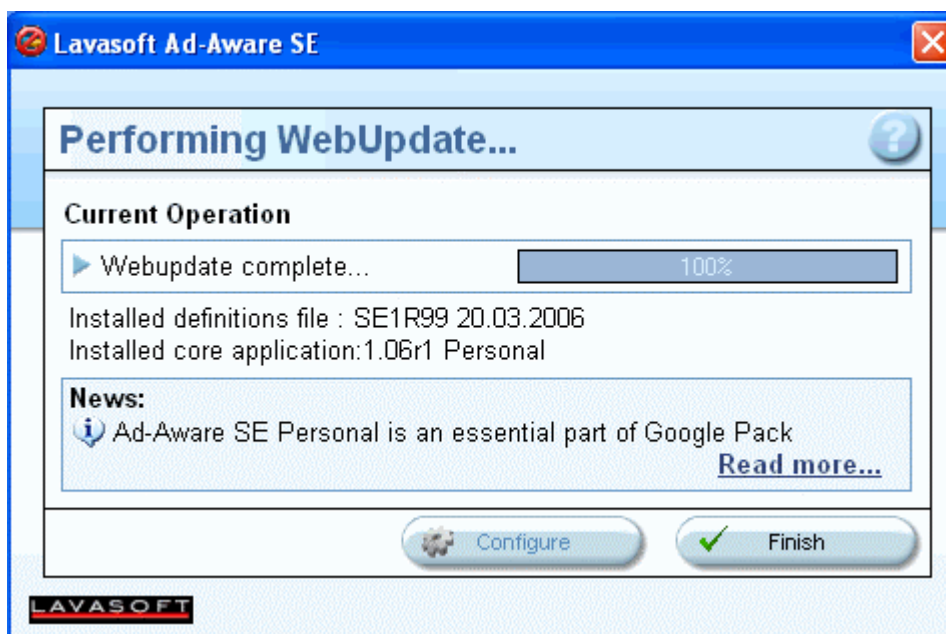 Lavasoft Ad-Aware SE
Performing WebUpdate...
Current Operation
Webupdate complete...
100%
Installed definitions file : SE1R99 20.03.2006
Installed core application:1.06r1 Personal
News:
Ad-Aware SE Personal is an essential part of Google Pack
Read more...
Configure
Finish
LAVASOFT